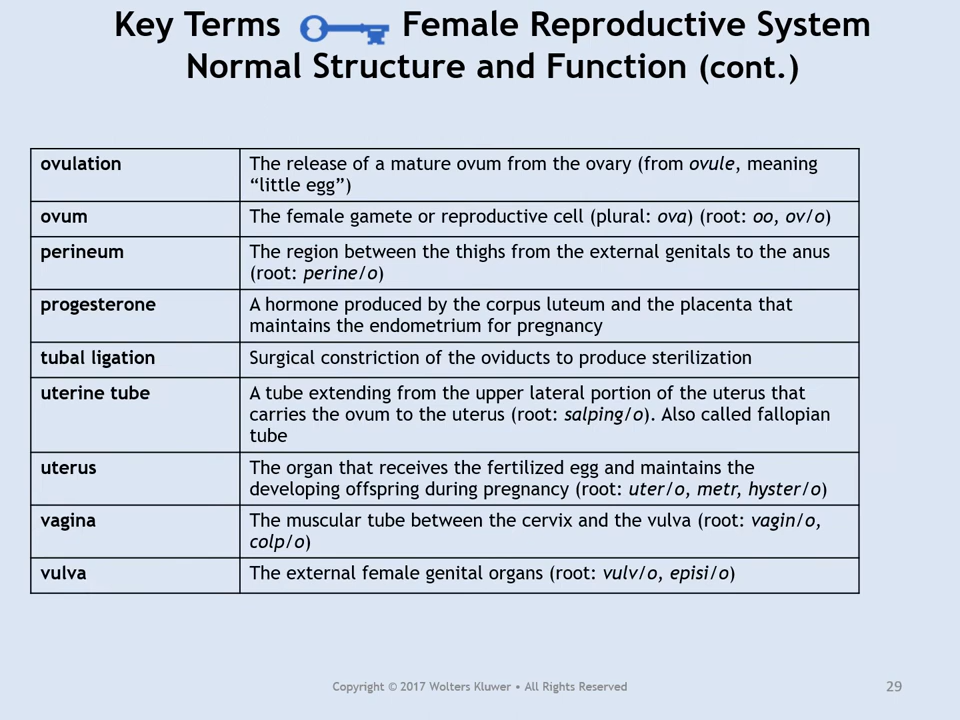 Key Terms Female Reproductive System
Normal Structure and Function (cont.)
ovulation
The release of a mature ovum from the ovary (from ovule, meaning
“little egg”)
ovum
The female gamete or reproductive cell (plural: ova) (root: oo, ov/o)
perineum
The region between the thighs from the external genitals to the anus
(root: perine/o)
progesterone
A hormone produced by the corpus luteum and the placenta that
maintains the endometrium for pregnancy
tubal ligation
Surgical constriction of the oviducts to produce sterilization
uterine tube
A tube extending from the upper lateral portion of the uterus that
carries the ovum to the uterus (root: salping/o). Also called fallopian
tube
uterus
The organ that receives the fertilized egg and maintains the
developing offspring during pregnancy (root: uter/o, metr, hyster/o)
vagina
The muscular tube between the cervix and the vulva (root: vagin/o,
colp/o)
vulva
The external female genital organs (root: vulv/o, episi/o)
Copyright © 2017 Wolters Kluwer • All Rights Reserved
29